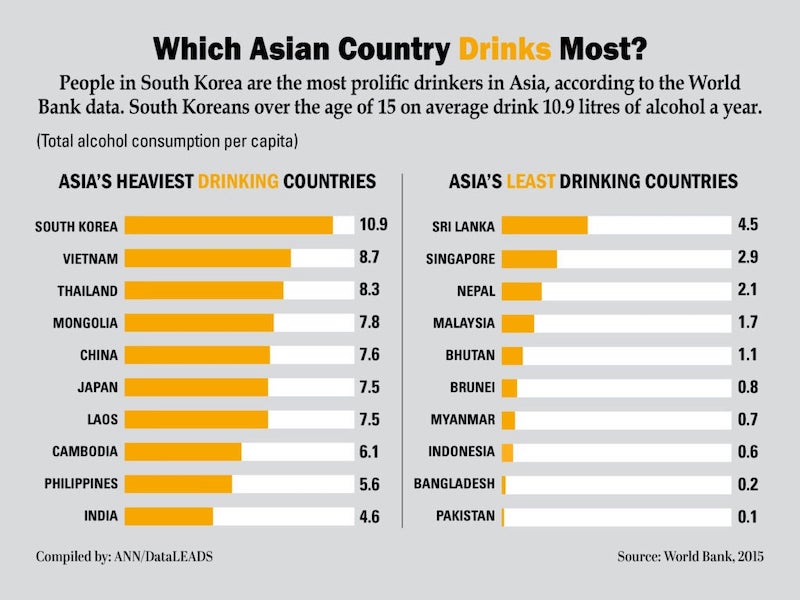 Which Asian Country Drinks Most?
People in South Korea are the most prolific drinkers in Asia, according to the World
Bank data. South Koreans over the age of 15 on average drink 10.9 litres of alcohol a year.
(Total alcohol consumption per capita)
ASIA'S HEAVIEST DRINKING COUNTRIES
SOUTH KOREA 10.9
VIETNAM 8.7
THAILAND 8.3
MONGOLIA 7.8
CHINA 7.6
JAPAN 7.5
LAOS 7.5
CAMBODIA 6.1
PHILIPPINES 5.6
INDIA 4.6
ASIA'S LEAST DRINKING COUNTRIES
SRI LANKA 4.5
SINGAPORE 2.9
NEPAL 2.1
MALAYSIA 1.7
BHUTAN 1.1
BRUNEI 0.8
MYANMAR 0.7
INDONESIA 0.6
BANGLADESH 0.2
PAKISTAN 0.1
Compiled by: ANN/DataLEADS
Source: World Bank, 2015